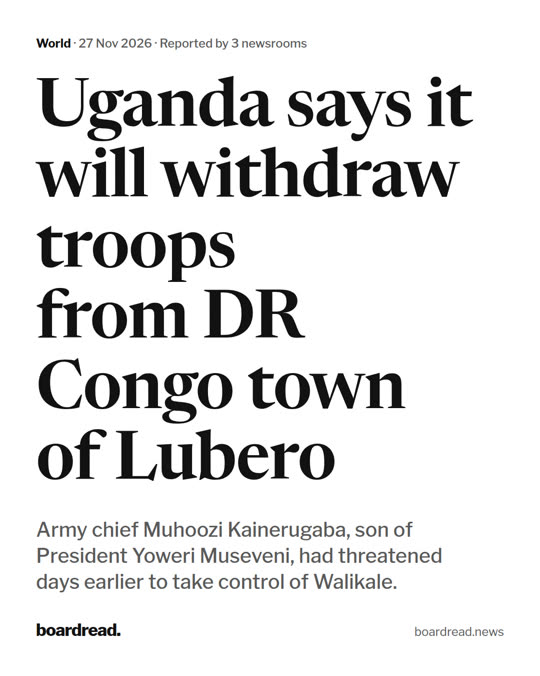 World · 27 Nov 2026 · Reported by 3 newsrooms
Uganda says it
will withdraw
troops
from DR
Congo town
of Lubero
Army chief Muhoozi Kainerugaba, son of
President Yoweri Museveni, had threatened
days earlier to take control of Walikale.
boardread.
boardread.news